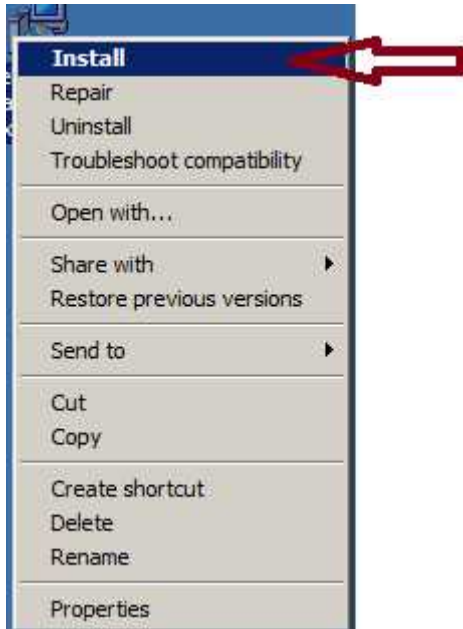 Install
Repair
Uninstall
Troubleshoot compatibility
Open with...
Share with
Restore previous versions
Send to
Cut
Copy
Create shortcut
Delete
Rename
Properties